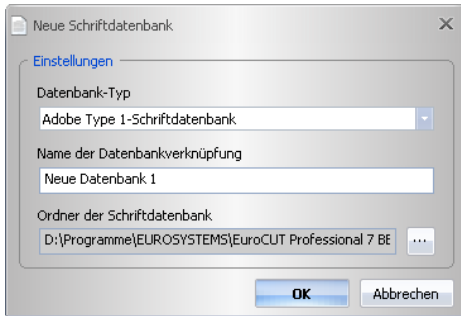 Neue Schriftdatenbank
Einstellungen
Datenbank-Typ
Adobe Type 1-Schriftdatenbank
Name der Datenbankverknüpfung
Neue Datenbank 1
Ordner der Schriftdatenbank
D:\Programme\EUROSYSTEMS\EuroCUT Professional 7 BE
...
OK Abbrechen